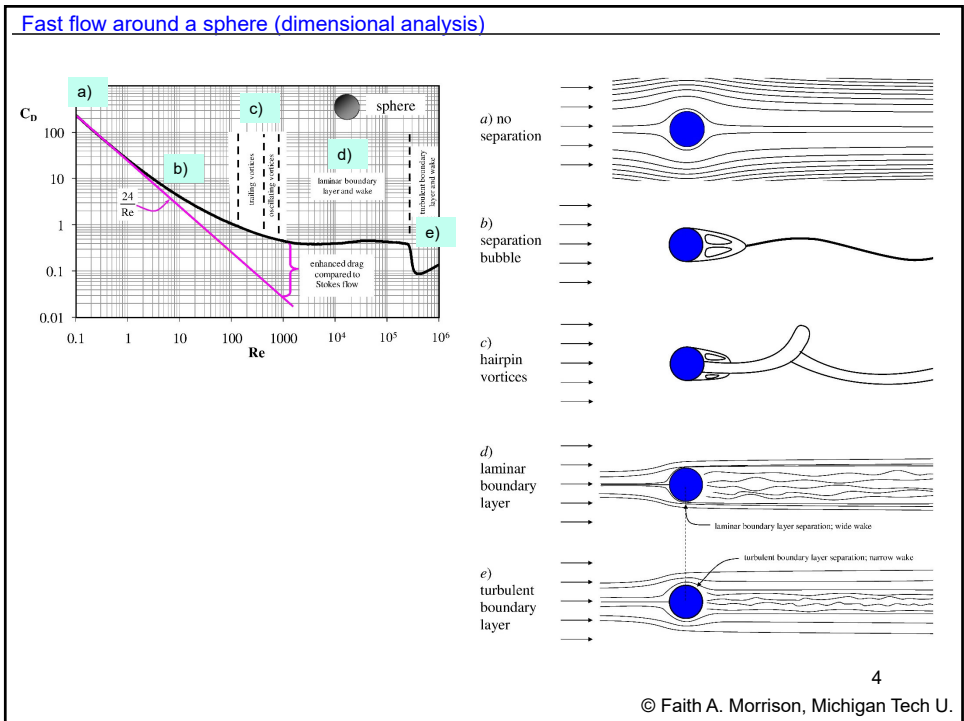 Fast flow around a sphere (dimensional analysis)
a)
C_D
100
10
1
0.1
0.01
0.1
1
10
100
1000
10^4
10^5
10^6
Re
24
Re
b)
c)
trailing vortices
oscillating vortices
sphere
d)
laminar boundary
layer and wake
turbulent boundary
layer and wake
e)
enhanced drag
compared to
Stokes flow
a) no
separation
b)
separation
bubble
c)
hairpin
vortices
d)
laminar
boundary
layer
laminar boundary layer separation; wide wake
turbulent boundary layer separation; narrow wake
e)
turbulent
boundary
layer
4
© Faith A. Morrison, Michigan Tech U.